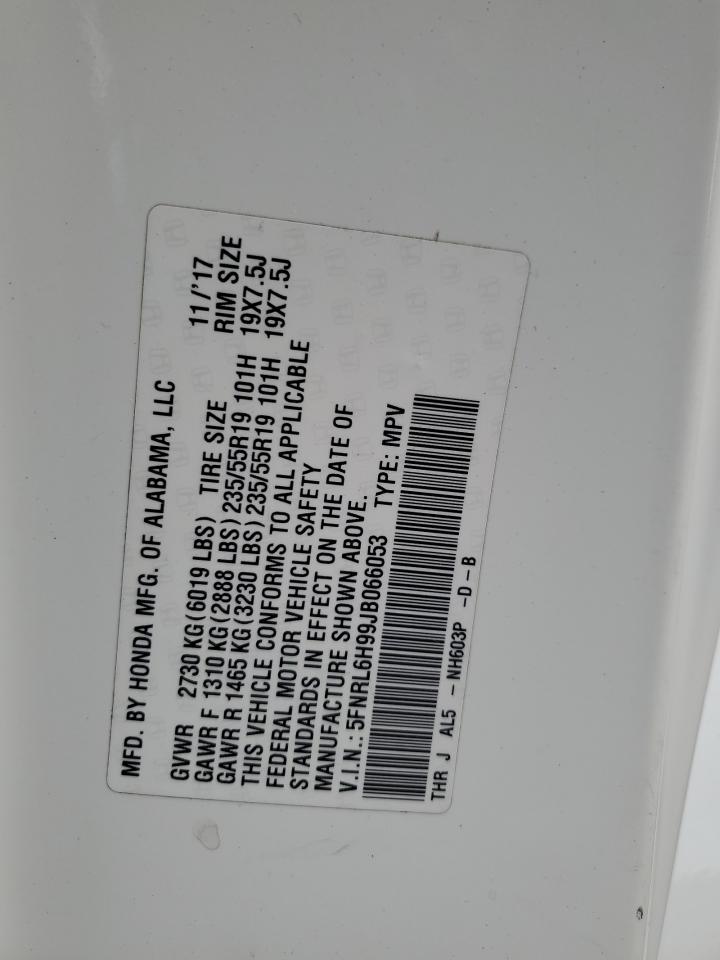 MFD. BY HONDA MFG. OF ALABAMA, LLC 11/'17
GVWR 2730 KG(6019 LBS) TIRE SIZE RIM SIZE
GAWR F 1310 KG(2888 LBS)235/55R19 101H 19X7.5J
GAWR R 1465 KG(3230 LBS)235/55R19 101H 19X7.5J
THIS VEHICLE CONFORMS TO ALL APPLICABLE
FEDERAL MOTOR VEHICLE SAFETY
STANDARDS IN EFFECT ON THE DATE OF
MANUFACTURE SHOWN ABOVE.
V.I.N.: 5FNRL6H99JB066053 TYPE: MPV
THR J AL5 - NH603P -D-B